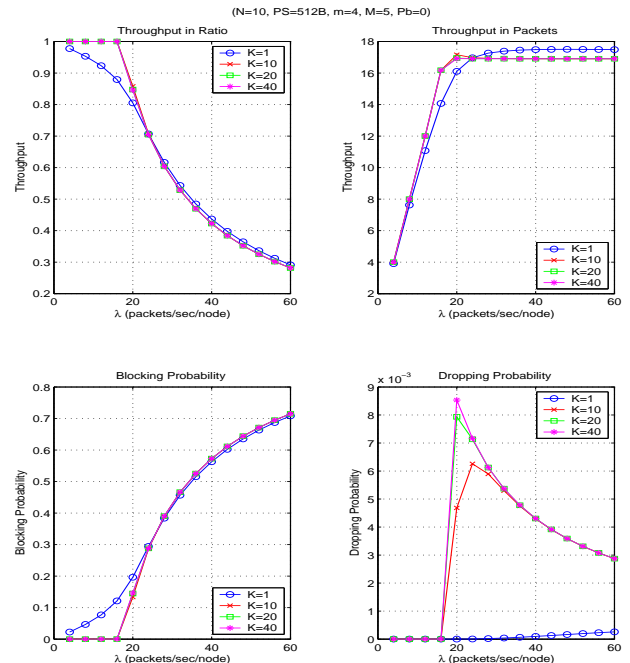 (N=10, PS=512B, m=4, M=5, Pb=0)
Throughput in Ratio
1
0.9
0.8
0.7
0.6
0.5
0.4
0.3
0.2
Throughput
0 20 40 60
λ (packets/sec/node)
K=1
K=10
K=20
K=40
Throughput in Packets
18
16
14
12
10
8
6
4
2
Throughput
0 20 40 60
λ (packets/sec/node)
K=1
K=10
K=20
K=40
Blocking Probability
0.8
0.7
0.6
0.5
0.4
0.3
0.2
0.1
0
Blocking Probability
0 20 40 60
λ (packets/sec/node)
K=1
K=10
K=20
K=40
Dropping Probability
x 10⁻³
9
8
7
6
5
4
3
2
1
0
Dropping Probability
0 20 40 60
λ (packets/sec/node)
K=1
K=10
K=20
K=40